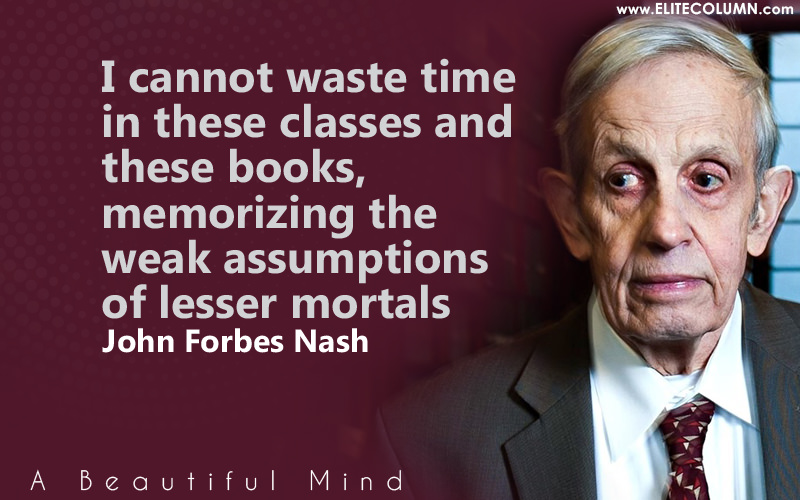 www.ELITECOLUMN.com
I cannot waste time
in these classes and
these books,
memorizing the
weak assumptions
of lesser mortals
John Forbes Nash
A Beautiful Mind